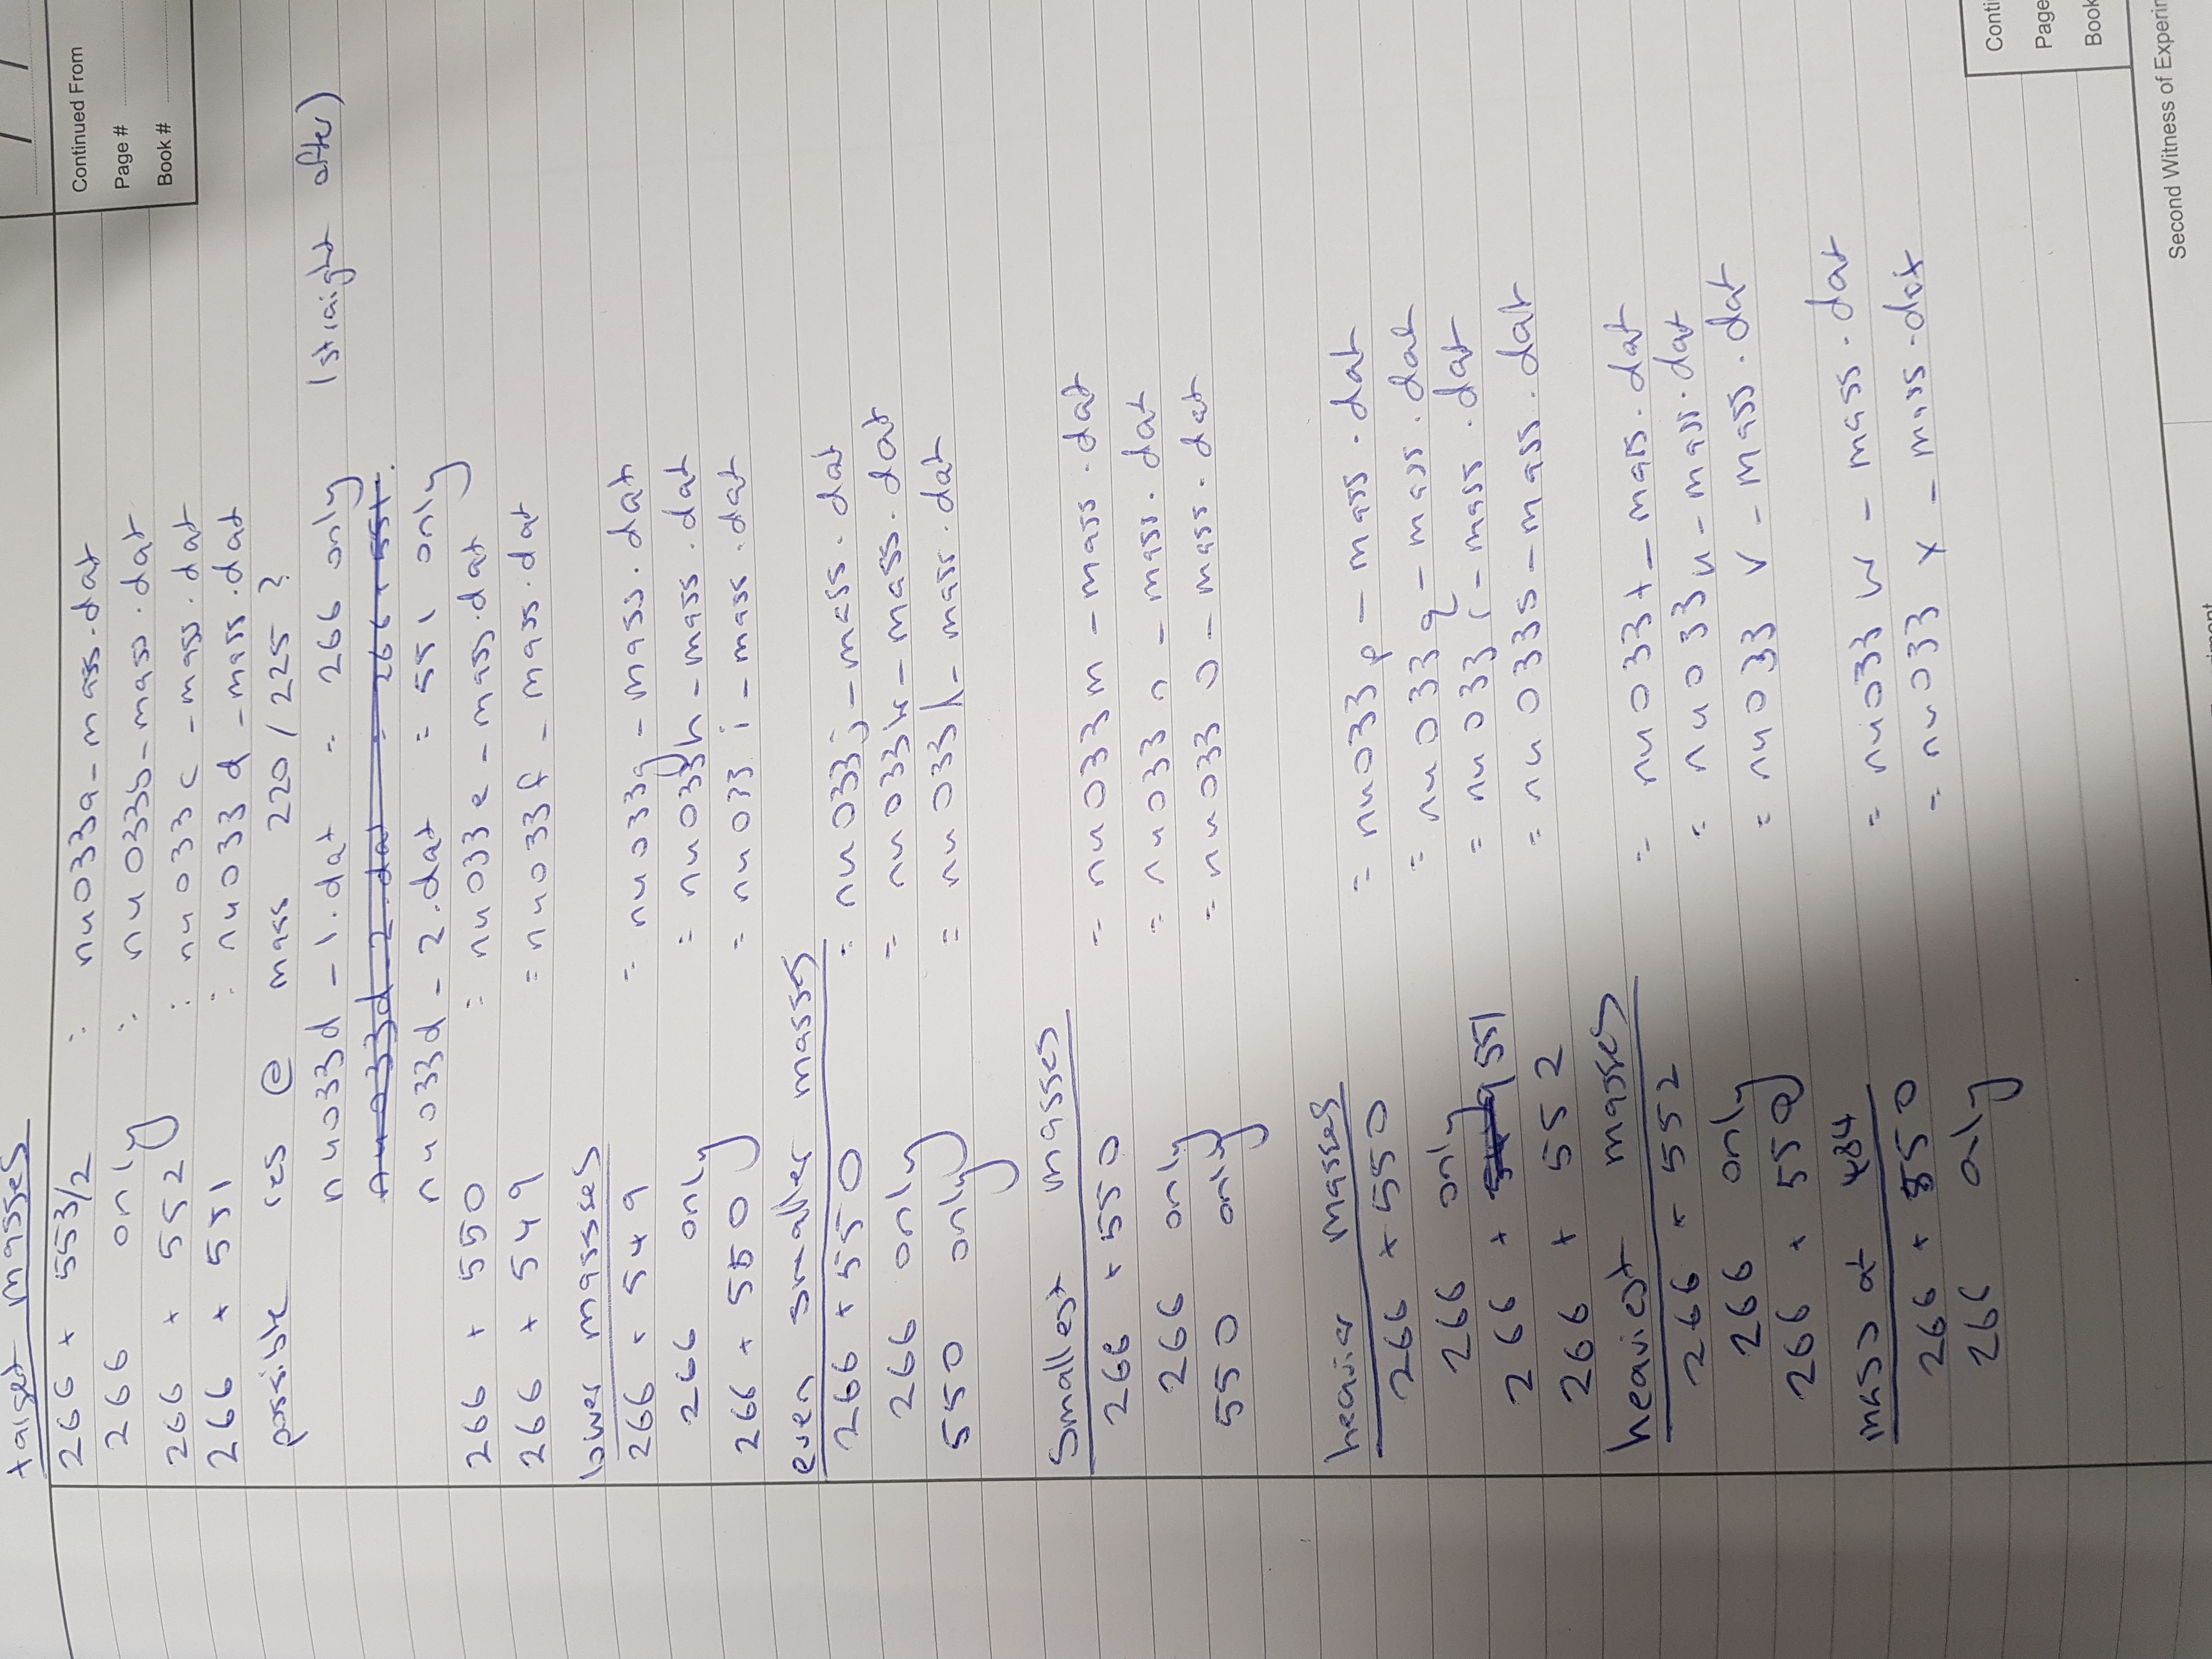 target masses
266 + 553/2 : nu033a-mass.dat
266 only : nu033b-mass.dat
266 + 552 : nu033c-mass.dat
266 + 551 : nu033d-mass.dat
possible res @ mass 220/225?
nu033d-1.dat = 266 only (straight after)
nu033d-2.dat = 266 + 551.
nu033d-2.dat = 551 only
266 + 550 = nu033e-mass.dat
266 + 549 = nu033f-mass.dat
lower massses
266 + 549 = nu033g-mass.dat
266 only = nu033h-mass.dat
266 + 550 = nu033i-mass.dat
even smaller masses
266 + 550 = nu033j-mass.dat
266 only = nu033k-mass.dat
550 only = nu033l-mass.dat
Smallest masses
266 + 550 = nu033m-mass.dat
266 only = nu033n-mass.dat
550 only = nu033o-mass.dat
heavier masses
266 + 550 = nu033p-mass.dat
266 only = nu033q-mass.dat
266 + 551 = nu033r-mass.dat
266 + 552 = nu033s-mass.dat
heaviest masses
266 + 552 = nu033t-mass.dat
266 only = nu033u-mass.dat
266 + 550 = nu033v-mass.dat
mass at 484
266 + 550 = nu033w-mass.dat
266 only = nu033x-mass.dat
Continued From
Page #
Book #
Conti
Page
Book
Second Witness of Experim